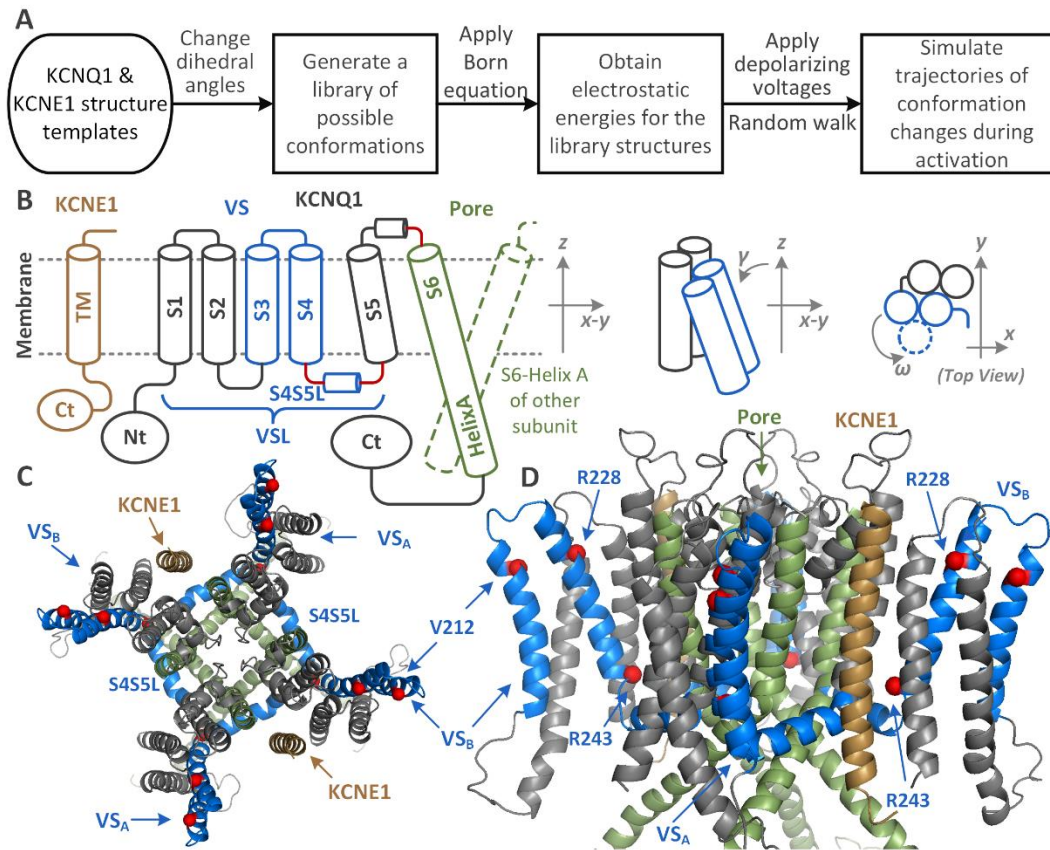 A
KCNQ1 &
KCNE1 structure
templates
Change
dihedral
angles
Generate a
library of
possible
conformations
Apply
Born
equation
Obtain
electrostatic
energies for the
library structures
Apply
depolarizing
voltages
Random walk
Simulate
trajectories of
conformation
changes during
activation
B
KCNE1
VS
KCNQ1
Pore
Membrane
TM
S1
S2
S3
S4
S5
S6
HelixA
Ct
Nt
S4S5L
VSL
Ct
S6-Helix A
of other
subunit
z
x-y
γ
z
x-y
y
x
ω
(Top View)
C
KCNE1
VSB
VSA
S4S5L
S4S5L
V212
VSB
KCNE1
VSA
D
Pore
KCNE1
R228
R228
VSB
R243
R243
VSA